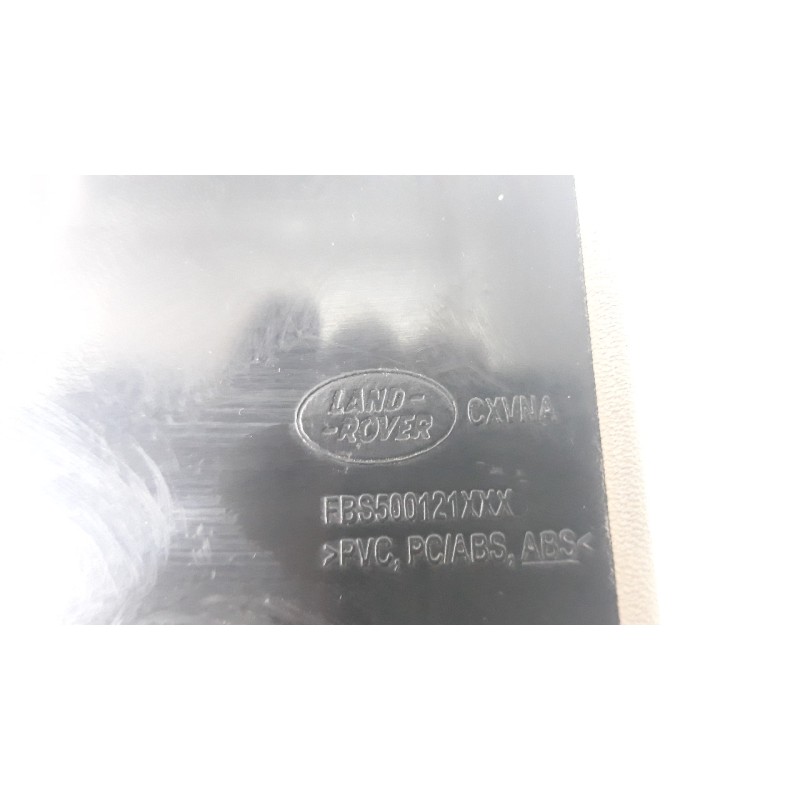 LAND-
-ROVER
CXVNA
FBS500121XXX
>PVC, PC/ABS, ABS<